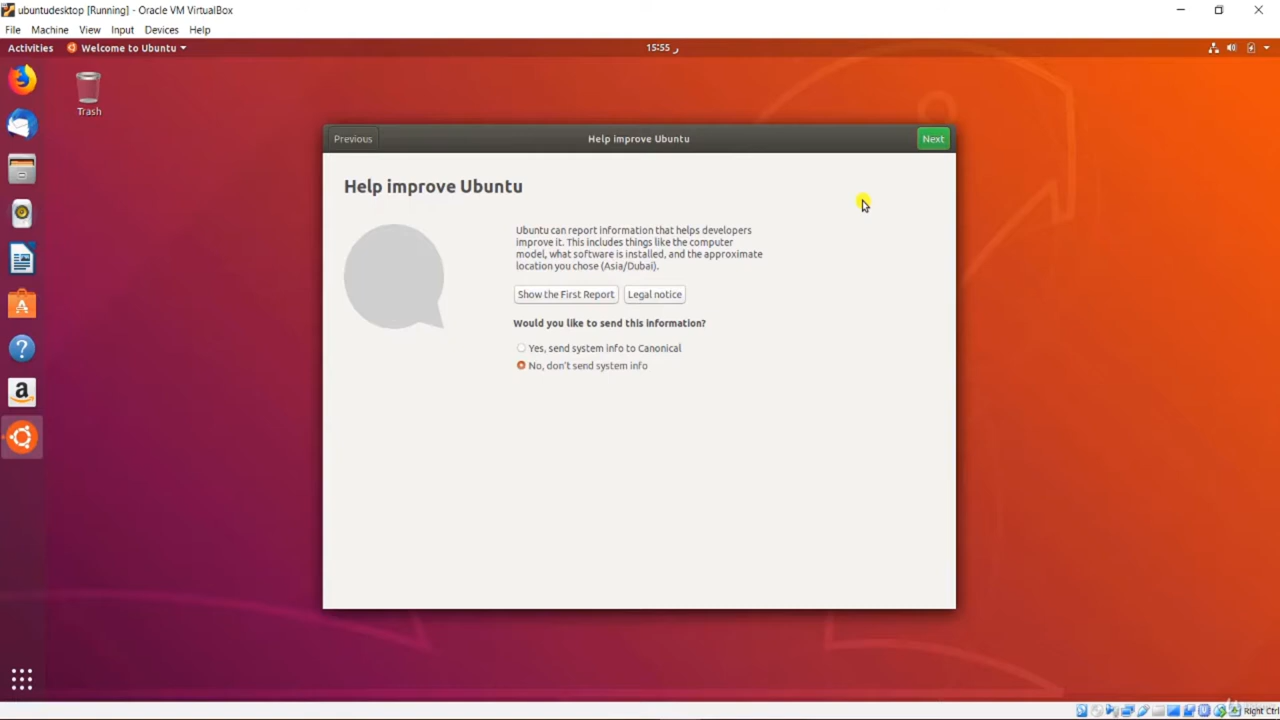 ubuntudesktop [Running] - Oracle VM VirtualBox
File Machine View Input Devices Help
Activities Welcome to Ubuntu 15:55 ر
Trash
Previous Help improve Ubuntu Next
Help improve Ubuntu
Ubuntu can report information that helps developers
improve it. This includes things like the computer
model, what software is installed, and the approximate
location you chose (Asia/Dubai).
Show the First Report Legal notice
Would you like to send this information?
Yes, send system info to Canonical
No, don't send system info
Right Ctrl